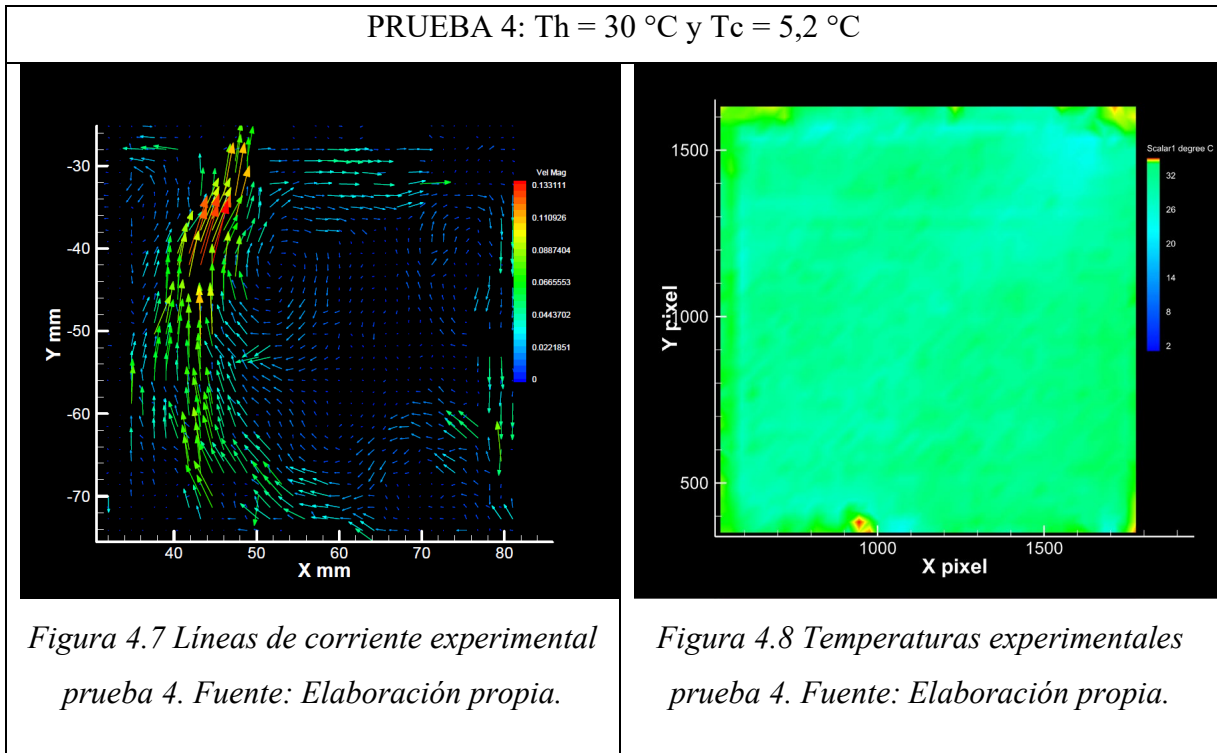 PRUEBA 4: Th = 30 °C y Tc = 5,2 °C
Vel Mag
0.133111
0.110926
0.0887404
0.0665553
0.0443702
0.0221851
0
-30
-40
-50
-60
-70
Y mm
40 50 60 70 80
X mm
Scalar1 degree C
32
26
20
14
8
2
1500
1000
500
Y pixel
1000 1500
X pixel
Figura 4.7 Líneas de corriente experimental
prueba 4. Fuente: Elaboración propia.
Figura 4.8 Temperaturas experimentales
prueba 4. Fuente: Elaboración propia.